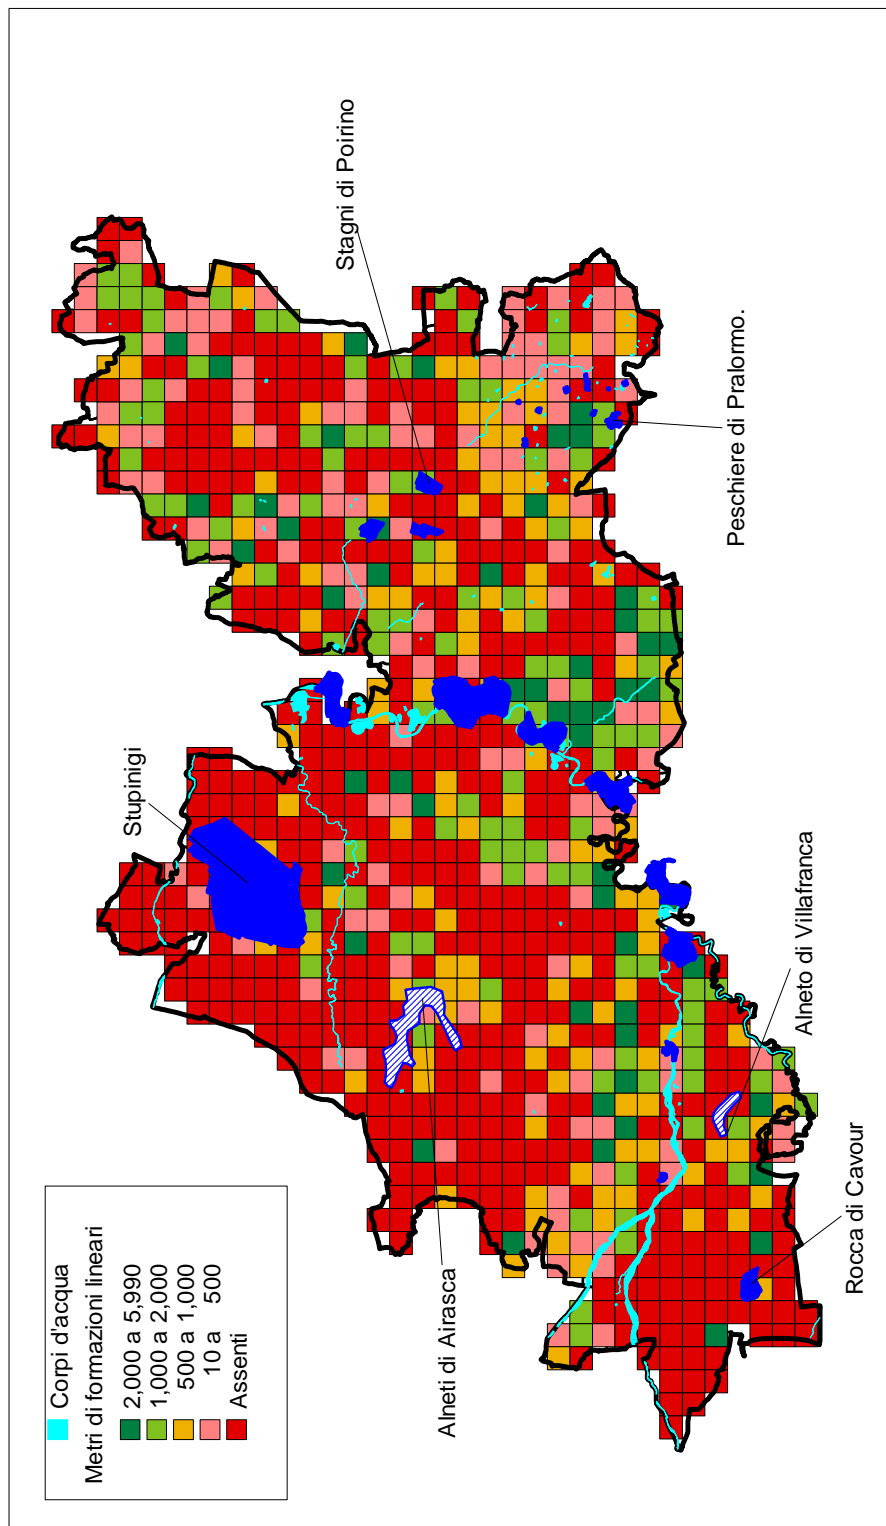 Stagni di Poirino
Peschiere di Pralormo.
Stupinigi
Alneto di Villafranca
Alneti di Airasca
Rocca di Cavour
Corpi d'acqua
Metri di formazioni lineari
2,000 a 5,990
1,000 a 2,000
500 a 1,000
10 a 500
Assenti